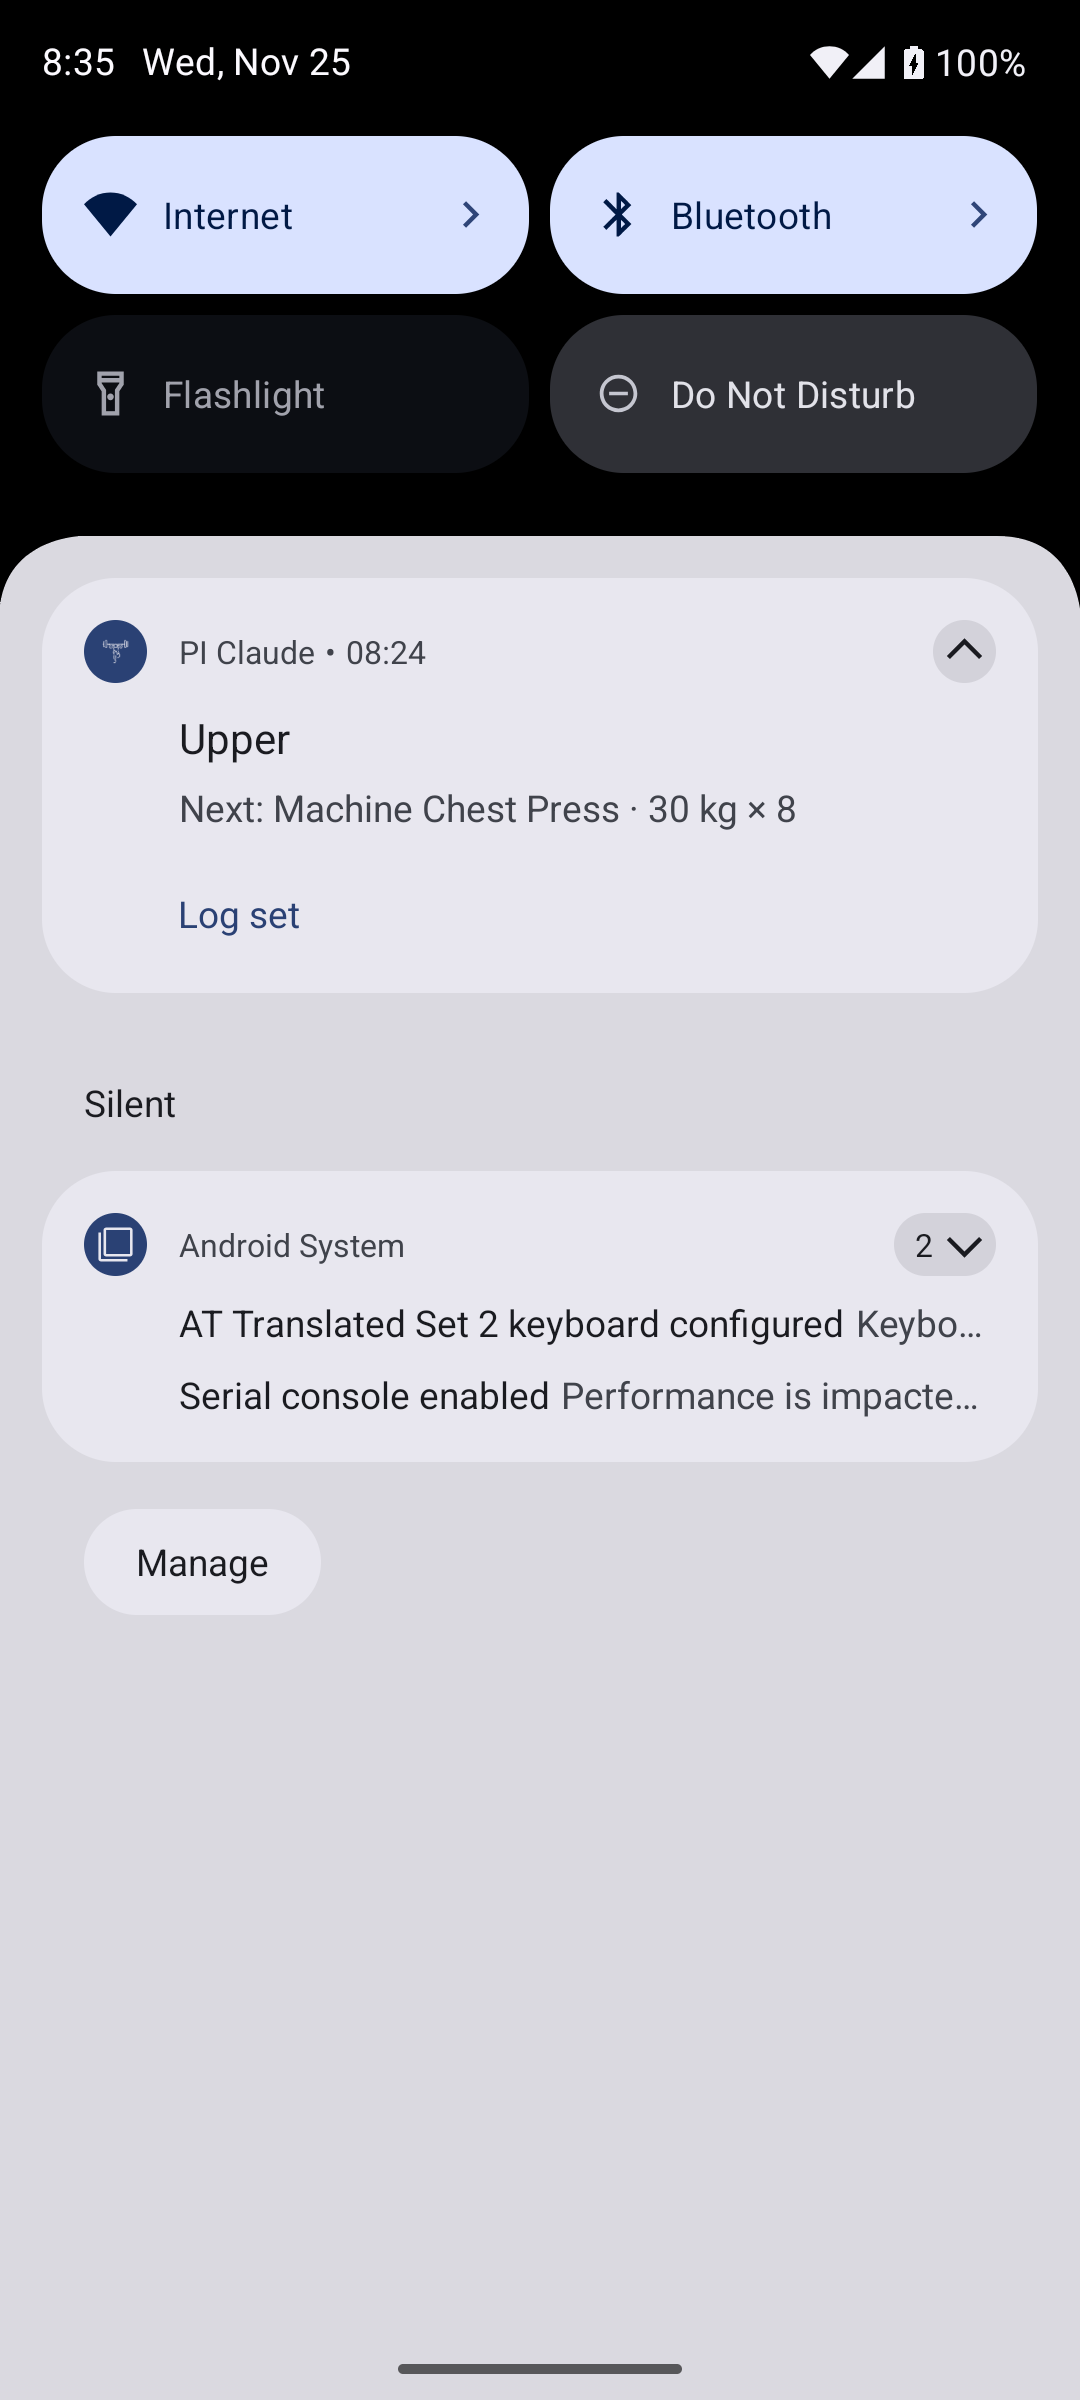 8:35 Wed, Nov 25 100%
Internet
Bluetooth
Flashlight
Do Not Disturb
PI Claude • 08:24
Upper
Next: Machine Chest Press · 30 kg × 8
Log set
Silent
Android System 2
AT Translated Set 2 keyboard configured Keybo…
Serial console enabled Performance is impacte…
Manage